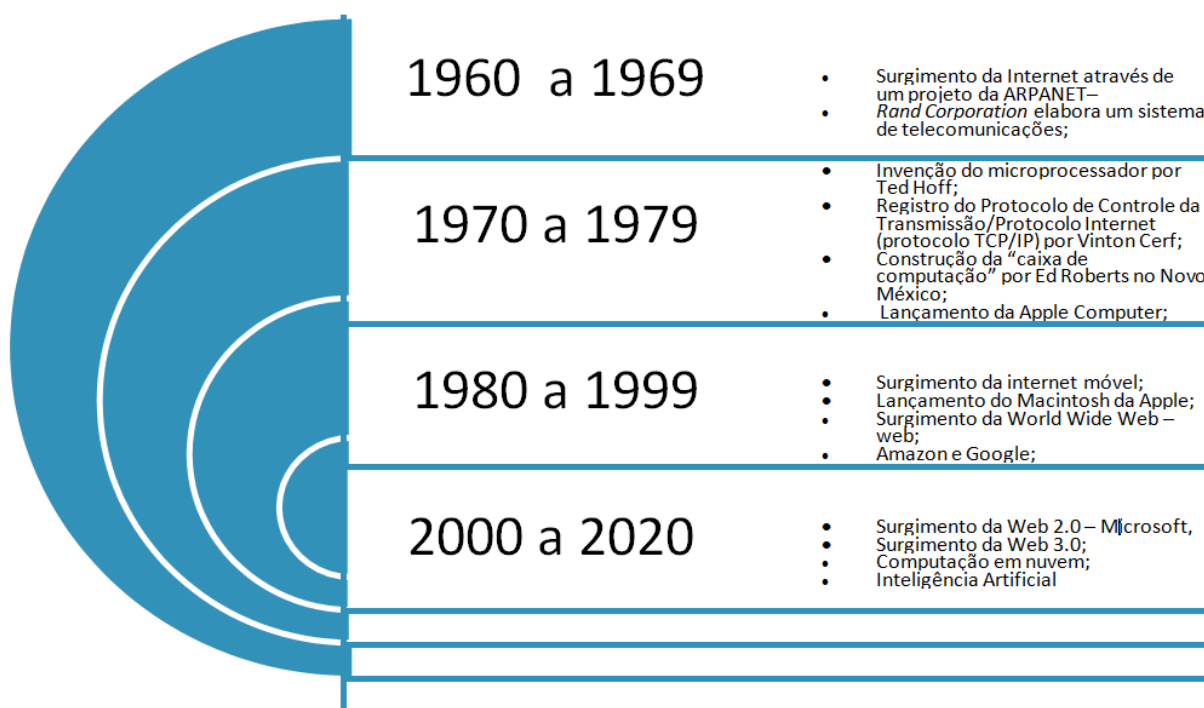 1960 a 1969
• Surgimento da Internet através de
um projeto da ARPANET–
• Rand Corporation elabora um sistema
de telecomunicações;
1970 a 1979
• Invenção do microprocessador por
Ted Hoff;
• Registro do Protocolo de Controle da
Transmissão/Protocolo Internet
(protocolo TCP/IP) por Vinton Cerf;
• Construção da “caixa de
computação” por Ed Roberts no Novo
México;
• Lançamento da Apple Computer;
1980 a 1999
• Surgimento da internet móvel;
• Lançamento do Macintosh da Apple;
• Surgimento da World Wide Web –
web;
• Amazon e Google;
2000 a 2020
• Surgimento da Web 2.0 – Microsoft,
• Surgimento da Web 3.0;
• Computação em nuvem;
• Inteligência Artificial